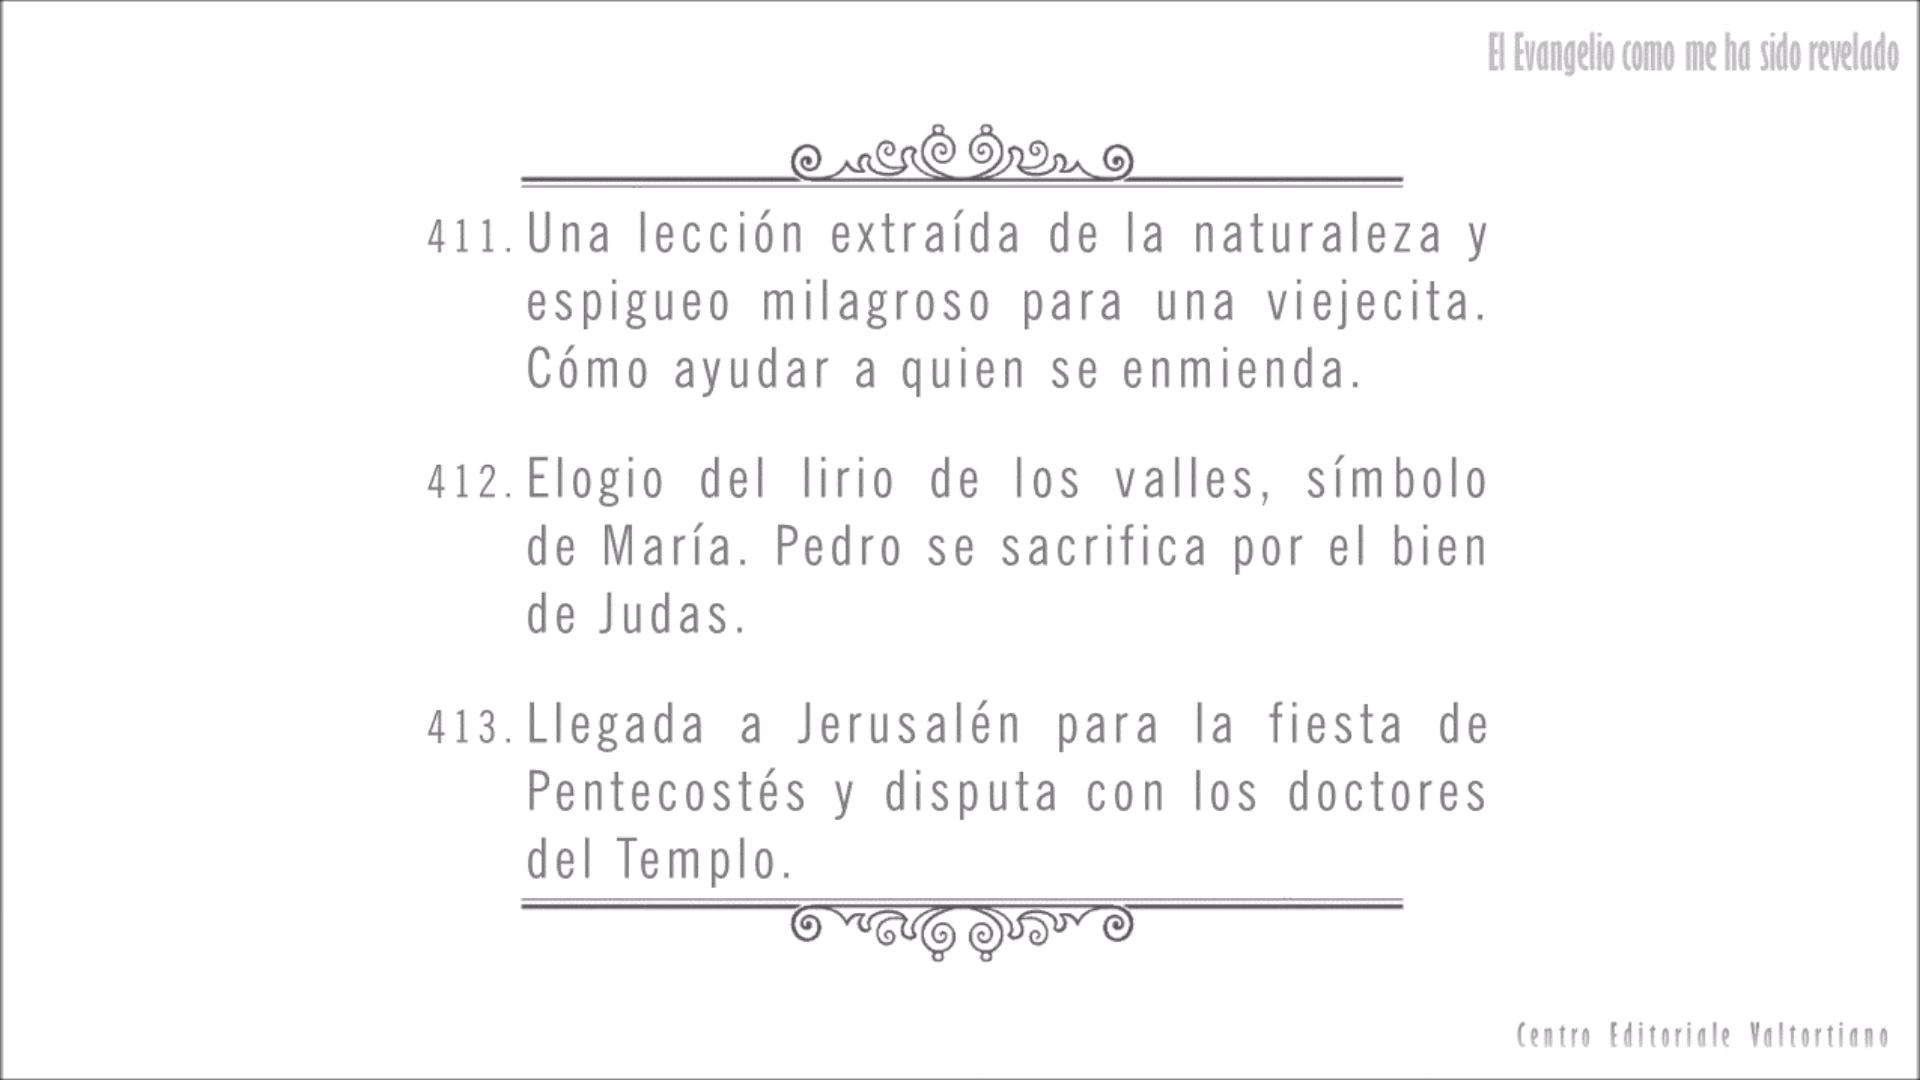 El Evangelio como me ha sido revelado
411. Una lección extraída de la naturaleza y
espigueo milagroso para una viejecita.
Cómo ayudar a quien se enmienda.
412. Elogio del lirio de los valles, símbolo
de María. Pedro se sacrifica por el bien
de Judas.
413. Llegada a Jerusalén para la fiesta de
Pentecostés y disputa con los doctores
del Templo.
Centro Editoriale Valtortiano